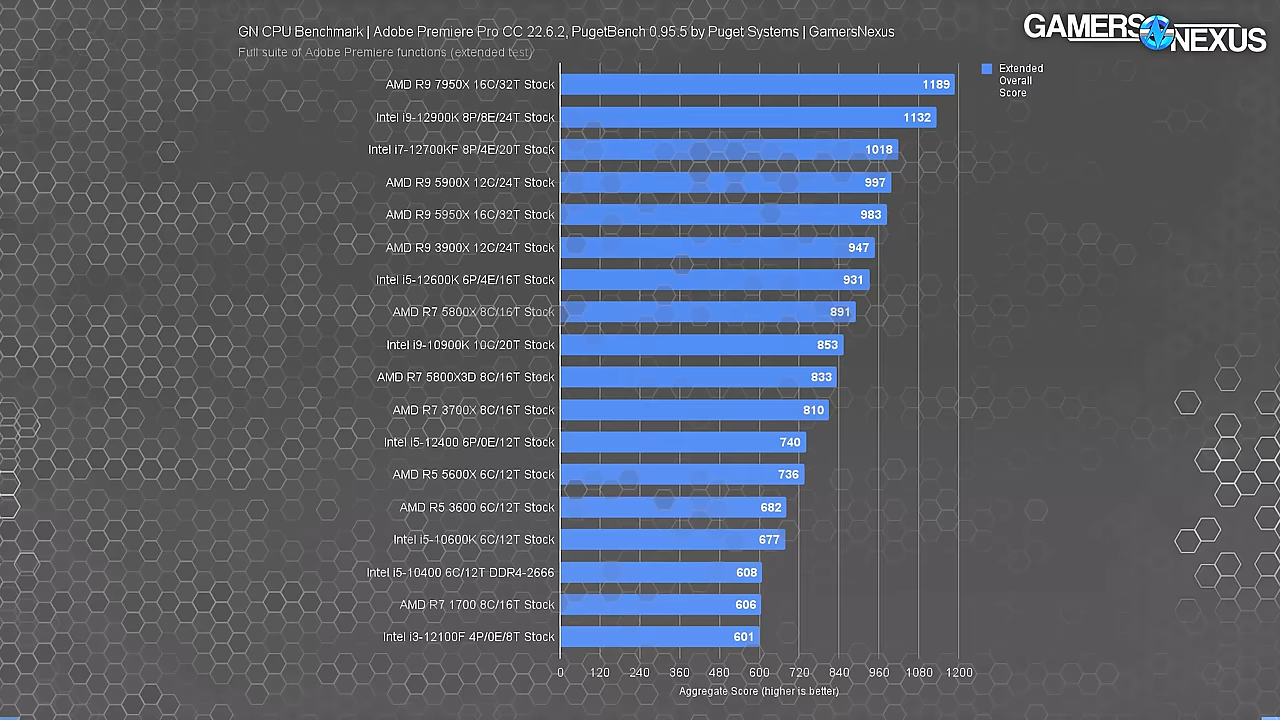 GN CPU Benchmark | Adobe Premiere Pro CC 22.6.2, PugetBench 0.95.5 by Puget Systems | GamersNexus
Full suite of Adobe Premiere function extended test
GAMERS NEXUS
Extended
Overall
Score
AMD R9 7950X 16C/32T Stock 1189
Intel i9-12900K 8P/8E/24T Stock 1132
Intel i7-12700KF 8P/4E/20T Stock 1018
AMD R9 5900X 12C/24T Stock 997
AMD R9 5950X 16C/32T Stock 983
AMD R9 3900X 12C/24T Stock 947
Intel i5-12600K 6P/4E/16T Stock 931
AMD R7 5800X 8C/16T Stock 891
Intel i9-10900K 10C/20T Stock 853
AMD R7 5800X3D 8C/16T Stock 833
AMD R7 3700X 8C/16T Stock 810
Intel i5-12400 6P/0E/12T Stock 740
AMD R5 5600X 6C/12T Stock 736
AMD R5 3600 6C/12T Stock 682
Intel i5-10600K 6C/12T Stock 677
Intel i5-10400 6C/12T DDR4-2666 608
AMD R7 1700 8C/16T Stock 606
Intel i3-12100F 4P/0E/8T Stock 601
0 120 240 360 480 600 720 840 960 1080 1200
Aggregate Score (higher is better)